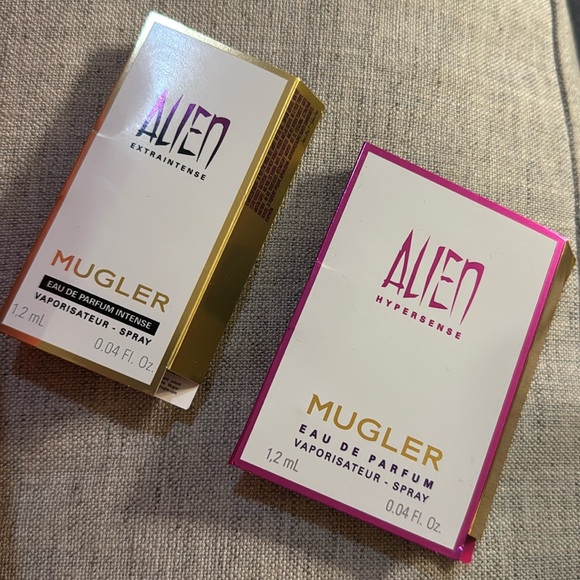 ALIEN
EXTRAINTENSE
MUGLER
EAU DE PARFUM INTENSE
VAPORISATEUR - SPRAY
1,2 mL
0.04 Fl. Oz.
ALIEN
HYPERSENSE
MUGLER
EAU DE PARFUM
VAPORISATEUR - SPRAY
1,2 mL
0.04 Fl. Oz.